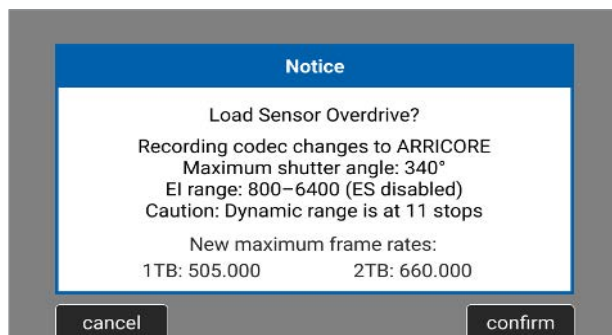 Notice
Load Sensor Overdrive?
Recording codec changes to ARRICORE
Maximum shutter angle: 340°
EI range: 800–6400 (ES disabled)
Caution: Dynamic range is at 11 stops
New maximum frame rates:
1TB: 505.000 2TB: 660.000
cancel confirm